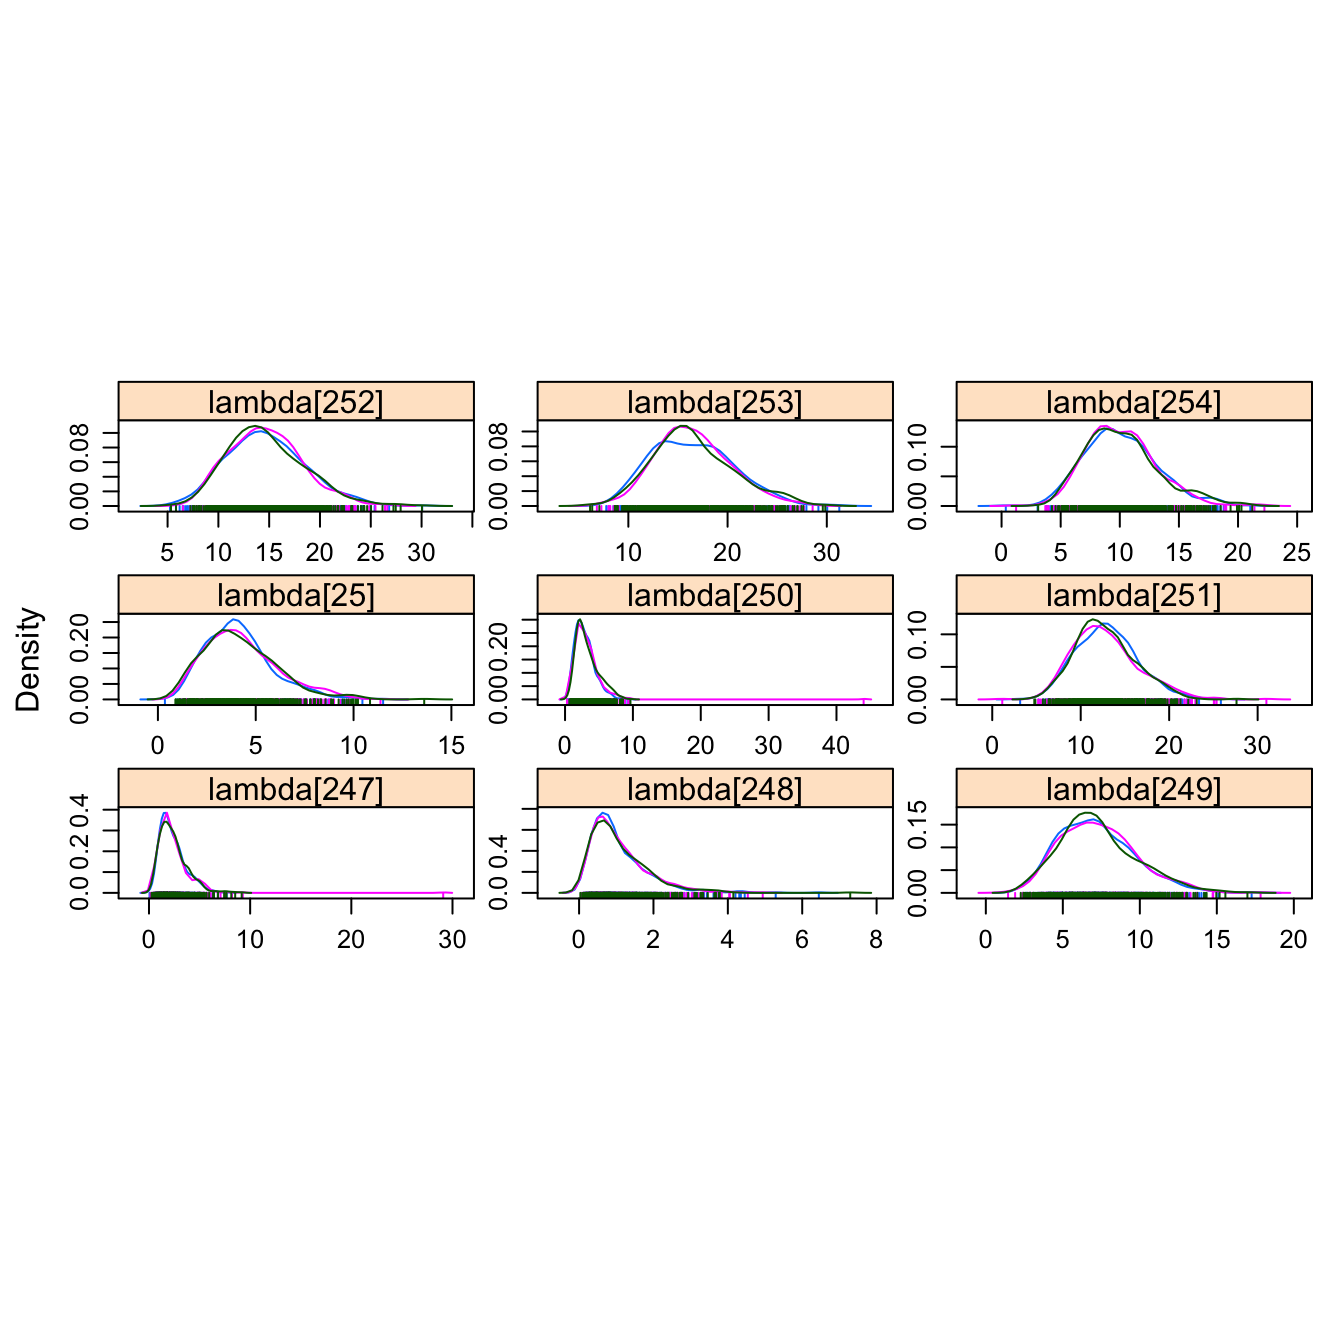 lambda[252] lambda[253] lambda[254]
0.00 0.08
5 10 15 20 25 30
0.00 0.08
10 20 30
0.00 0.10
0 5 10 15 20 25
Density
lambda[25] lambda[250] lambda[251]
0.00 0.20
0 5 10 15
0.00 0.20
0 10 20 30 40
0.00 0.10
0 10 20 30
lambda[247] lambda[248] lambda[249]
0.0 0.2 0.4
0 10 20 30
0.0 0.4
0 2 4 6 8
0.00 0.15
0 5 10 15 20